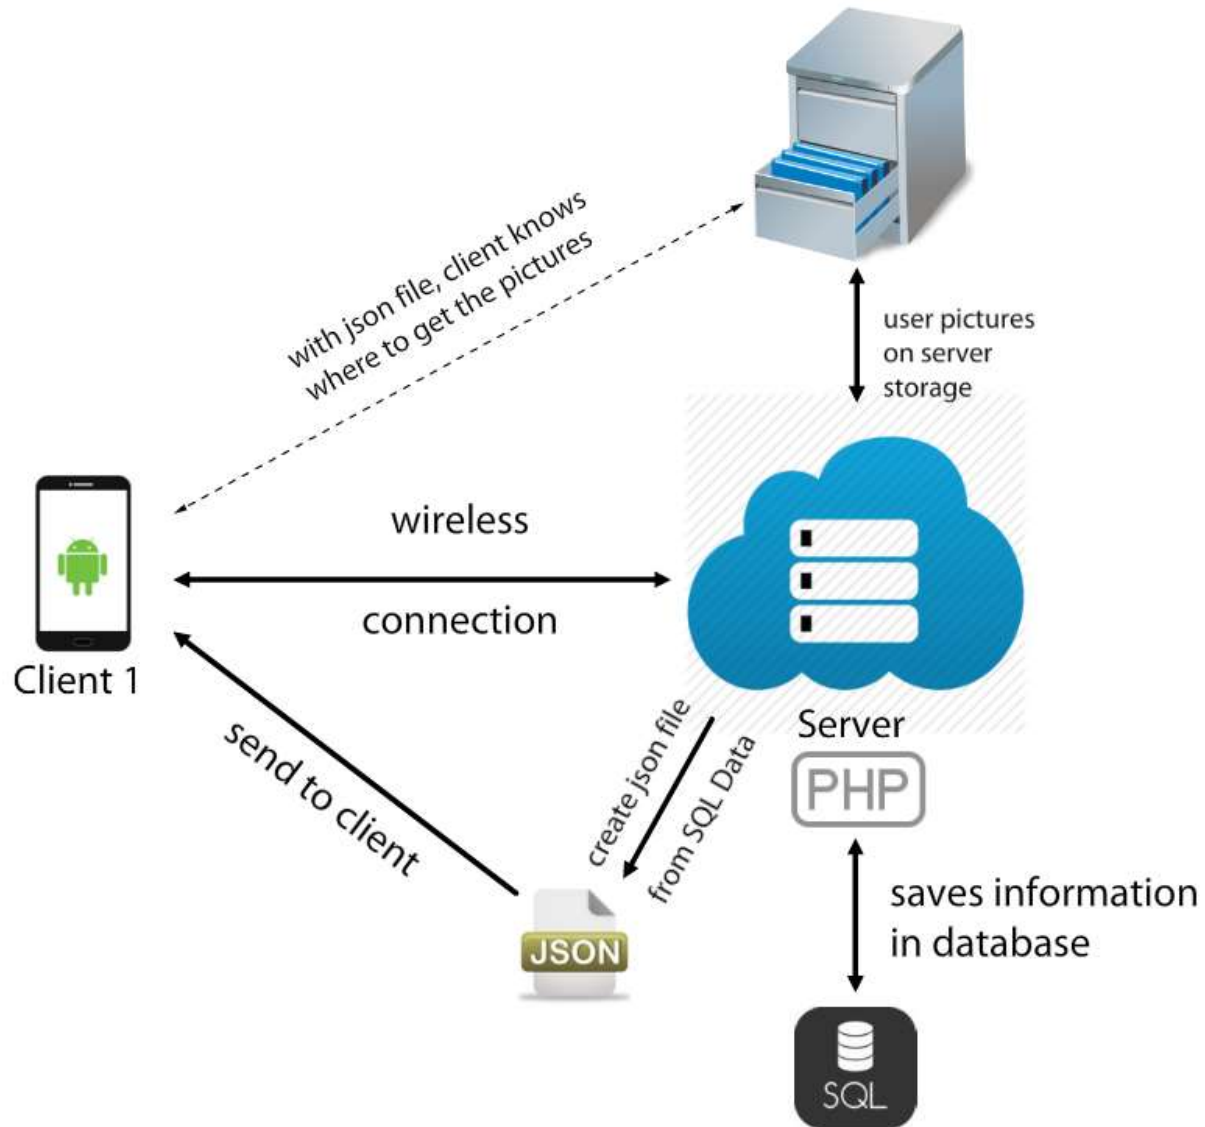 with json file, client knows
where to get the pictures
user pictures
on server
storage
wireless
connection
Client 1
send to client
create json file
from SQL Data
Server
PHP
JSON
saves information
in database
SQL